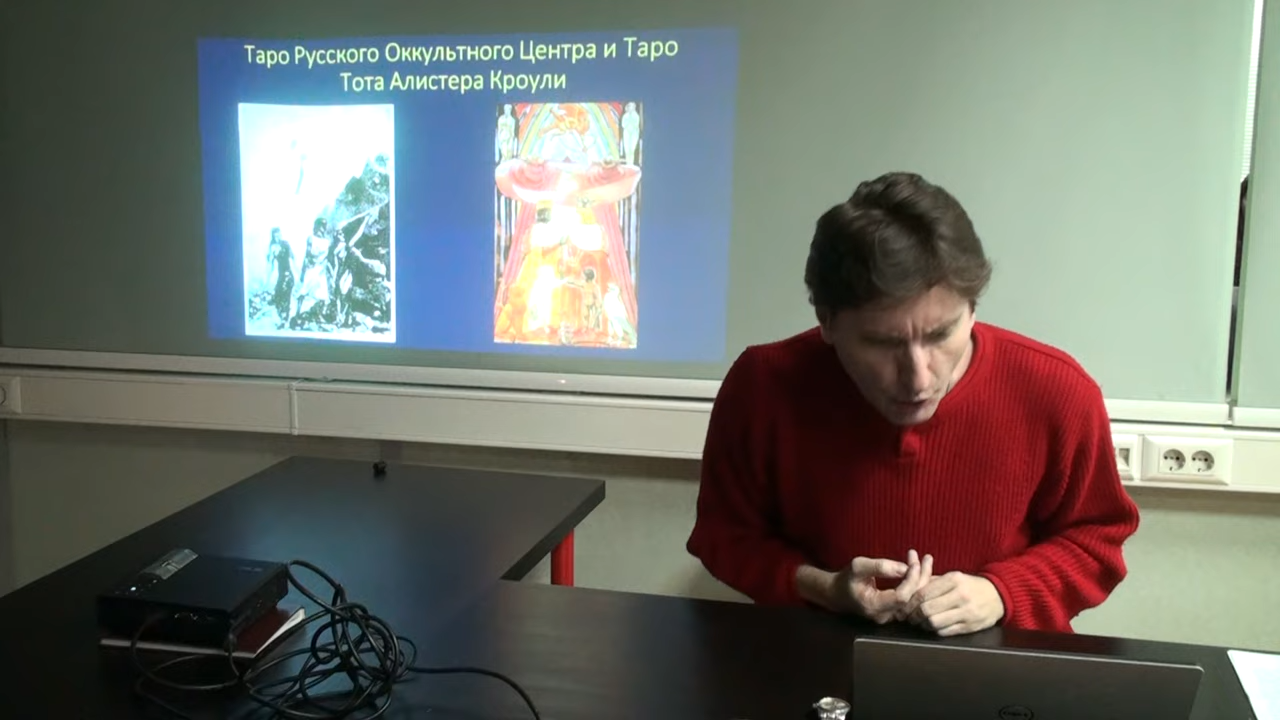 Таро Русского Оккультного Центра и Таро
Тота Алистера Кроули